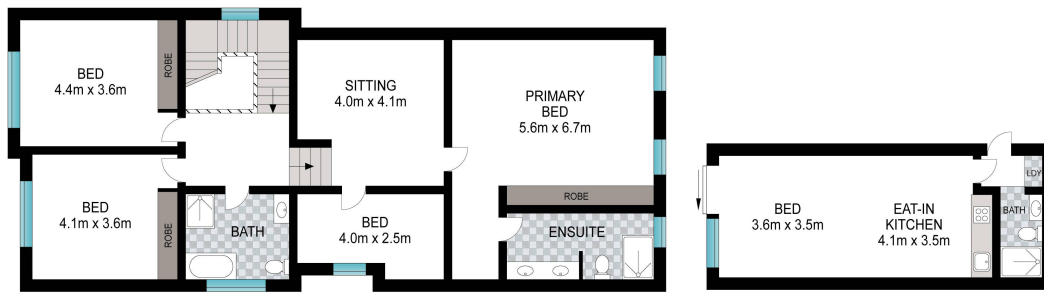 BED
4.4m x 3.6m
ROBE
SITTING
4.0m x 4.1m
PRIMARY
BED
5.6m x 6.7m
ROBE
BED
4.1m x 3.6m
ROBE
BATH
BED
4.0m x 2.5m
ENSUITE
BED
3.6m x 3.5m
EAT-IN
KITCHEN
4.1m x 3.5m
LDY
BATH